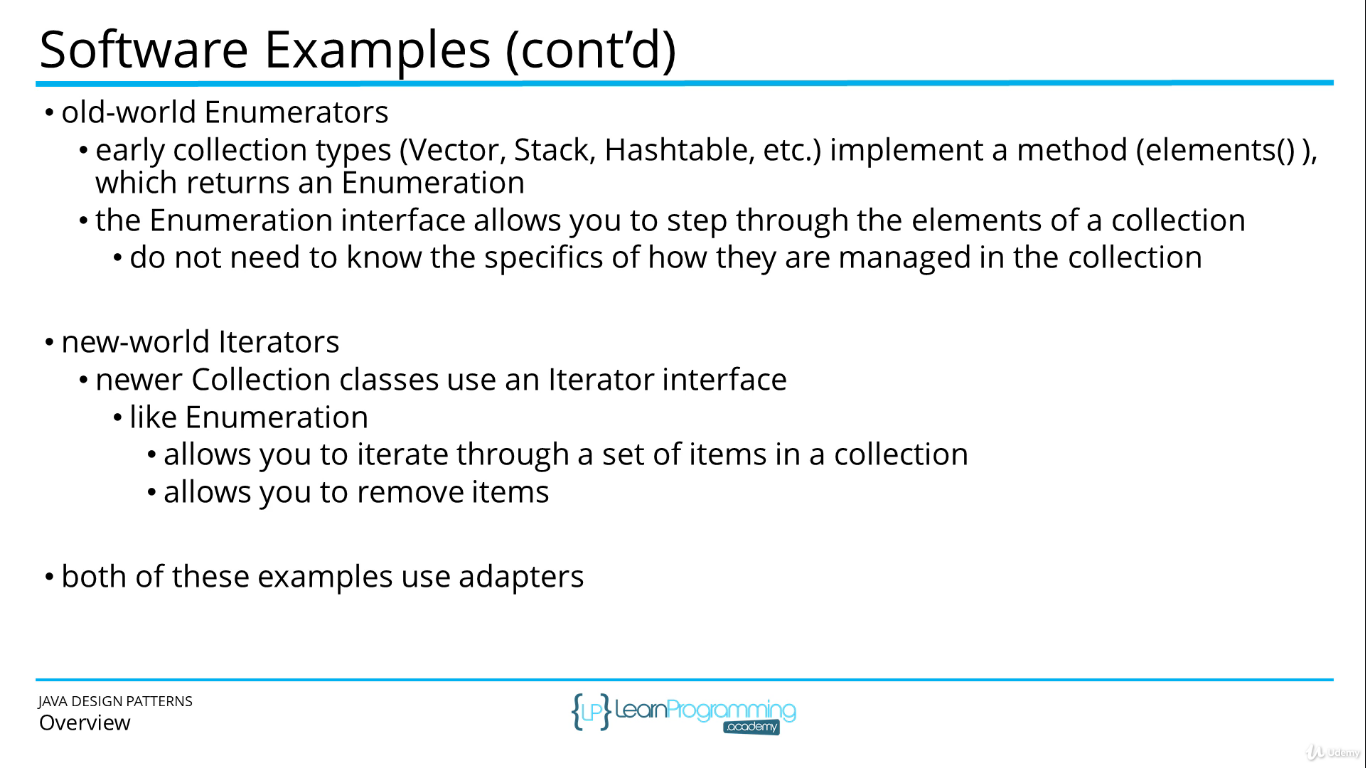 Software Examples (cont’d)
• old-world Enumerators
• early collection types (Vector, Stack, Hashtable, etc.) implement a method (elements() ),
which returns an Enumeration
• the Enumeration interface allows you to step through the elements of a collection
• do not need to know the specifics of how they are managed in the collection
• new-world Iterators
• newer Collection classes use an Iterator interface
• like Enumeration
• allows you to iterate through a set of items in a collection
• allows you to remove items
• both of these examples use adapters
JAVA DESIGN PATTERNS
Overview
{LP} LearnProgramming
.academy
Udemy